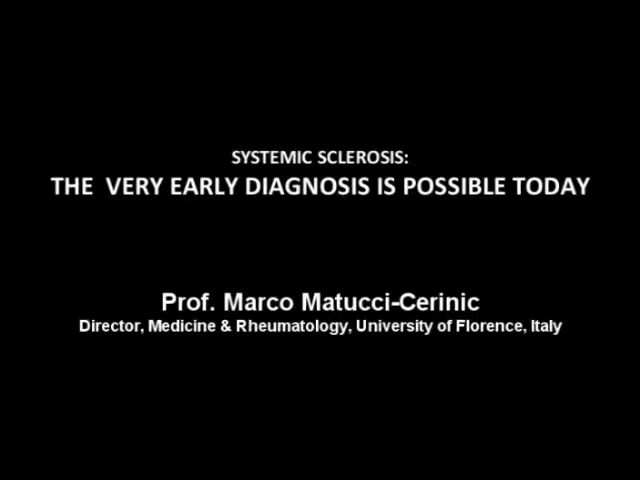 SYSTEMIC SCLEROSIS:
THE VERY EARLY DIAGNOSIS IS POSSIBLE TODAY
Prof. Marco Matucci-Cerinic
Director, Medicine & Rheumatology, University of Florence, Italy